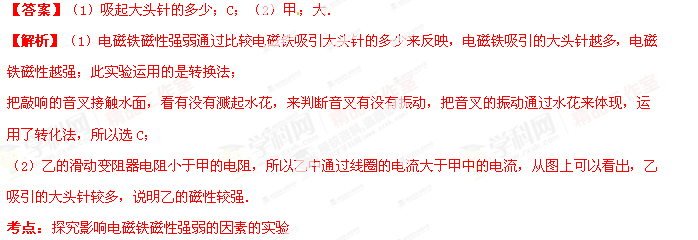 【答案】（1）吸起大头针的多少；C；（2）甲；大．
【解析】（1）电磁铁磁性强弱通过比较电磁铁吸引大头针的多少来反映，电磁铁吸引的大头针越多，电磁
铁磁性越强；此实验运用的是转换法；
把敲响的音叉接触水面，看有没有溅起水花，来判断音叉有没有振动，把音叉的振动通过水花来体现，运
用了转化法，所以选C；
（2）乙的滑动变阻器电阻小于甲的电阻，所以乙中通过线圈的电流大于甲中的电流，从图上可以看出，乙
吸引的大头针较多，说明乙的磁性较强．
考点：探究影响电磁铁磁性强弱的因素的实验